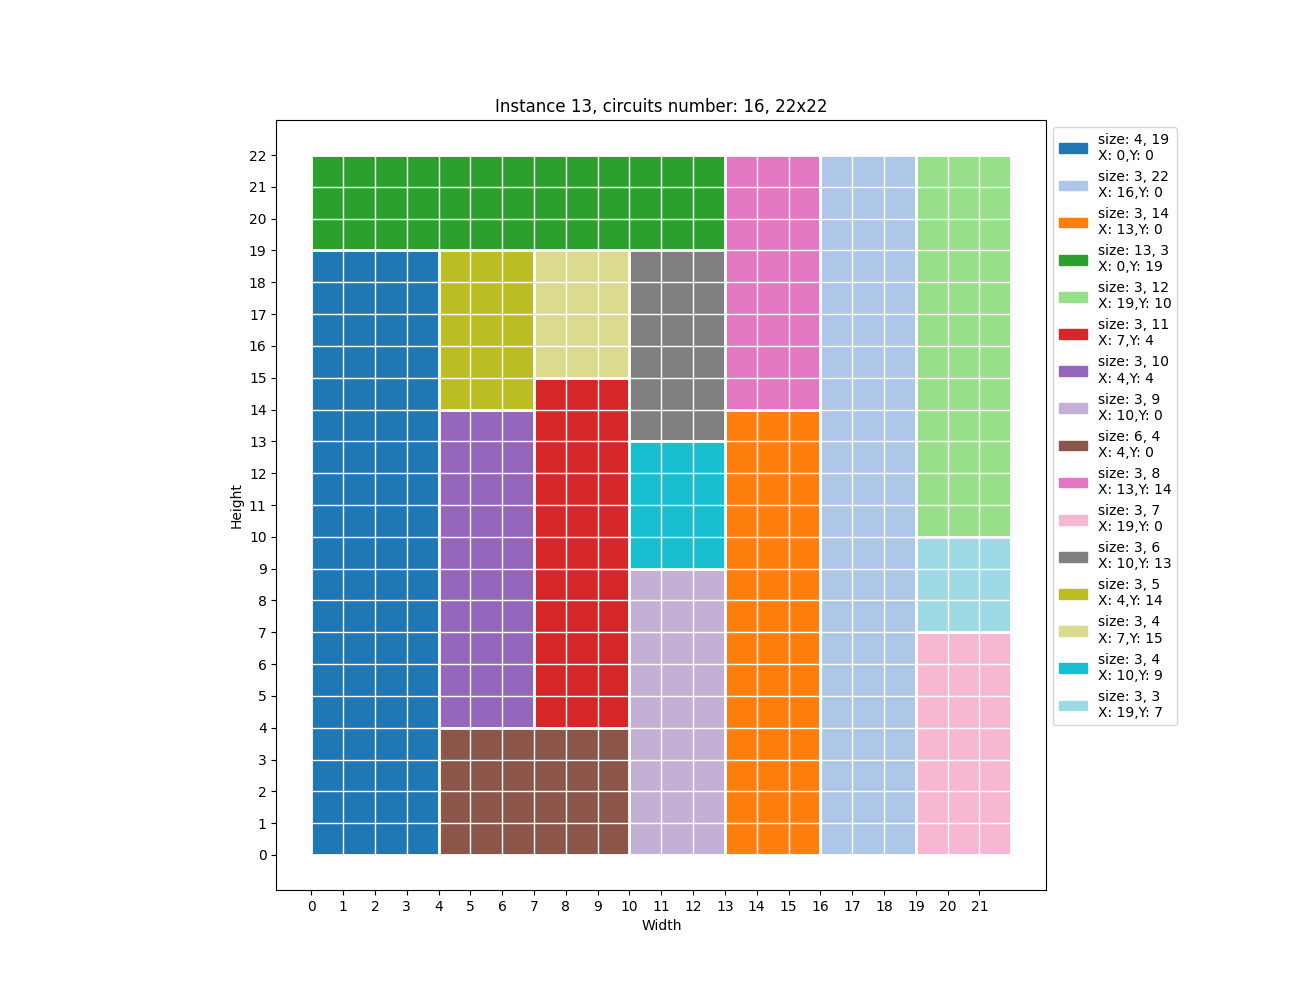 Instance 13, circuits number: 16, 22x22
22
21
20
19
18
17
16
15
14
13
12
11
10
9
8
7
6
5
4
3
2
1
0
Height
0 1 2 3 4 5 6 7 8 9 10 11 12 13 14 15 16 17 18 19 20 21
Width
size: 4, 19
X: 0,Y: 0
size: 3, 22
X: 16,Y: 0
size: 3, 14
X: 13,Y: 0
size: 13, 3
X: 0,Y: 19
size: 3, 12
X: 19,Y: 10
size: 3, 11
X: 7,Y: 4
size: 3, 10
X: 4,Y: 4
size: 3, 9
X: 10,Y: 0
size: 6, 4
X: 4,Y: 0
size: 3, 8
X: 13,Y: 14
size: 3, 7
X: 19,Y: 0
size: 3, 6
X: 10,Y: 13
size: 3, 5
X: 4,Y: 14
size: 3, 4
X: 7,Y: 15
size: 3, 4
X: 10,Y: 9
size: 3, 3
X: 19,Y: 7